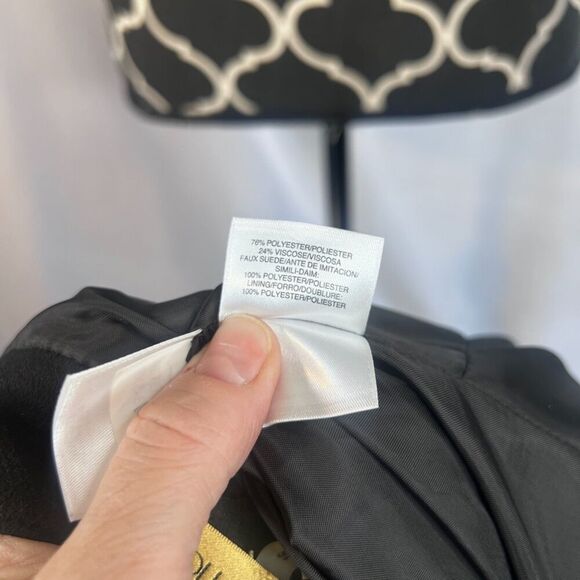 76% POLYESTER/POLIESTER
24% VISCOSE/VISCOSA
FAUX SUEDE/ANTE DE IMITACION/
SIMILI-DAIM:
100% POLYESTER/POLIESTER
LINING/FORRO/DOUBLURE:
100% POLYESTER/POLIESTER